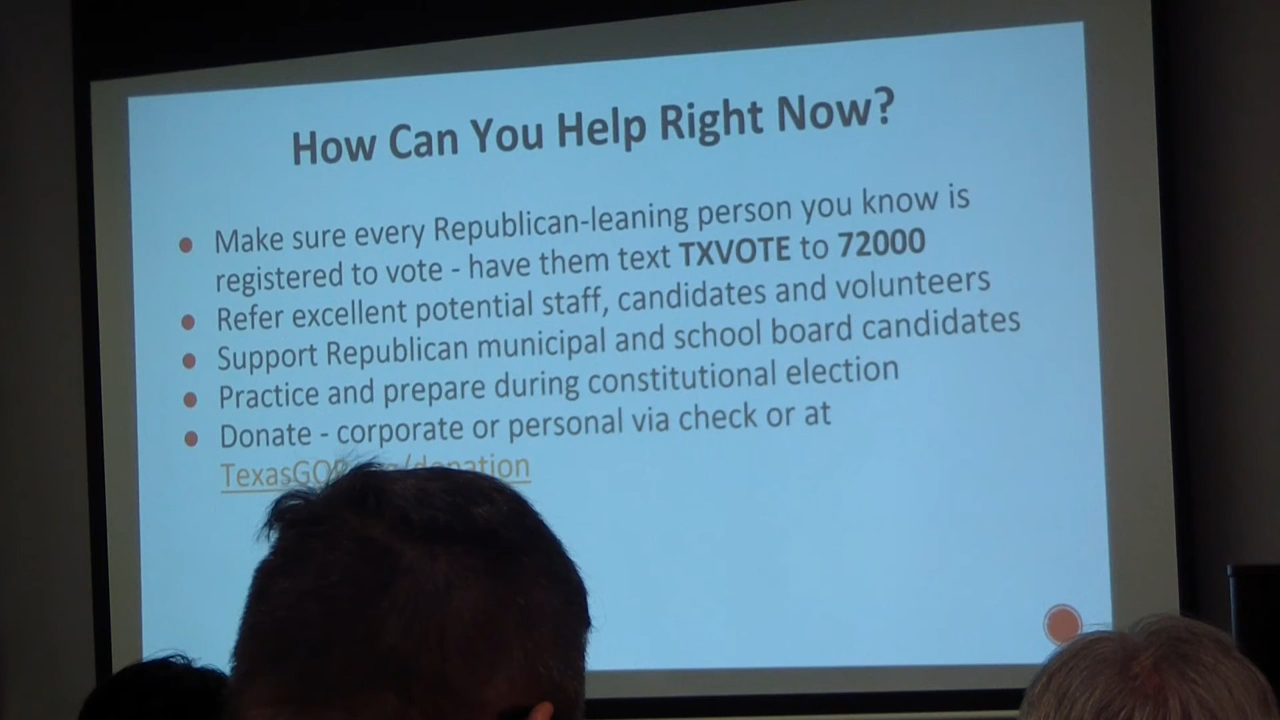 How Can You Help Right Now?
Make sure every Republican-leaning person you know is
registered to vote - have them text TXVOTE to 72000
Refer excellent potential staff, candidates and volunteers
Support Republican municipal and school board candidates
Practice and prepare during constitutional election
Donate - corporate or personal via check or at